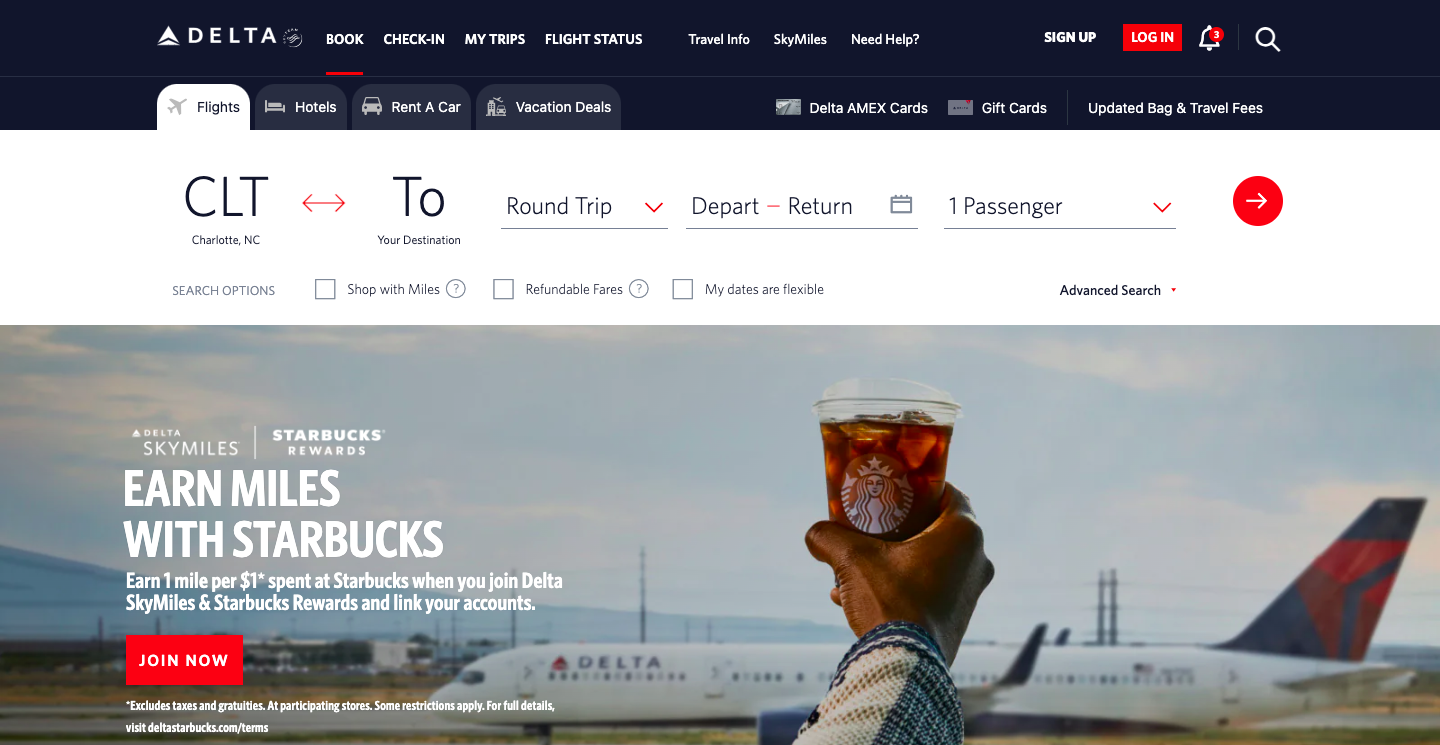 DELTA
BOOK
CHECK-IN
MY TRIPS
FLIGHT STATUS
Travel Info
SkyMiles
Need Help?
SIGN UP
LOG IN
3
Flights
Hotels
Rent A Car
Vacation Deals
Delta AMEX Cards
Gift Cards
Updated Bag & Travel Fees
CLT
Charlotte, NC
To
Your Destination
Round Trip
Depart – Return
1 Passenger
SEARCH OPTIONS
Shop with Miles ?
Refundable Fares ?
My dates are flexible
Advanced Search
DELTA
SKYMILES
STARBUCKS®
REWARDS
EARN MILES
WITH STARBUCKS
Earn 1 mile per $1* spent at Starbucks when you join Delta
SkyMiles & Starbucks Rewards and link your accounts.
JOIN NOW
*Excludes taxes and gratuities. At participating stores. Some restrictions apply. For full details,
visit deltastarbucks.com/terms
DELTA